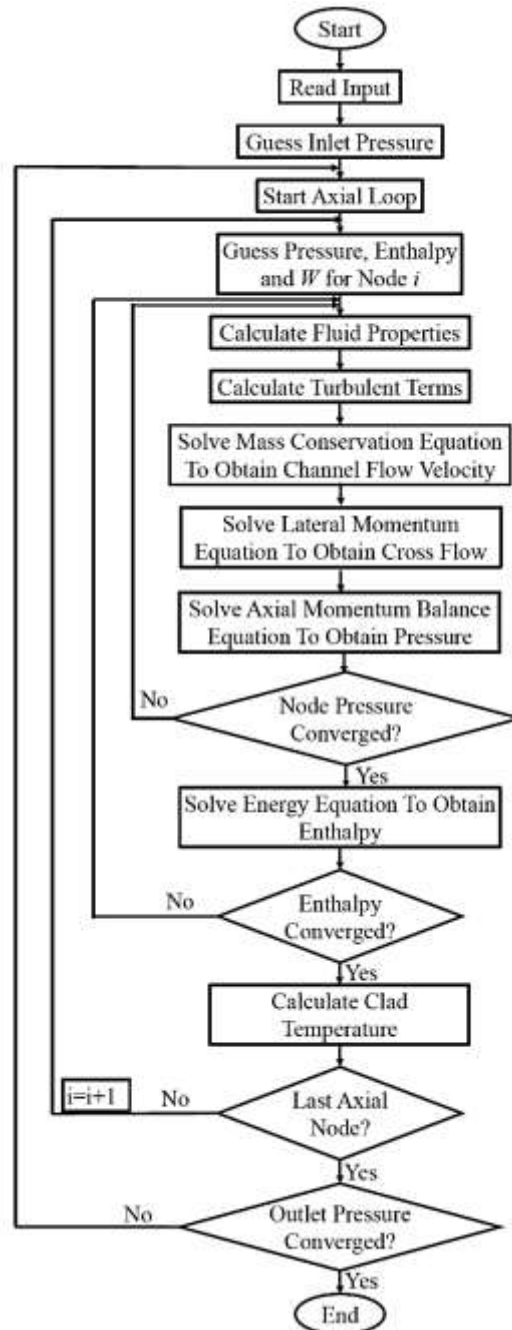 Start
Read Input
Guess Inlet Pressure
Start Axial Loop
Guess Pressure, Enthalpy
and W for Node i
Calculate Fluid Properties
Calculate Turbulent Terms
Solve Mass Conservation Equation
To Obtain Channel Flow Velocity
Solve Lateral Momentum
Equation To Obtain Cross Flow
Solve Axial Momentum Balance
Equation To Obtain Pressure
No
Node Pressure
Converged?
Yes
Solve Energy Equation To Obtain
Enthalpy
No
Enthalpy
Converged?
Yes
Calculate Clad
Temperature
i=i+1
No
Last Axial
Node?
Yes
No
Outlet Pressure
Converged?
Yes
End